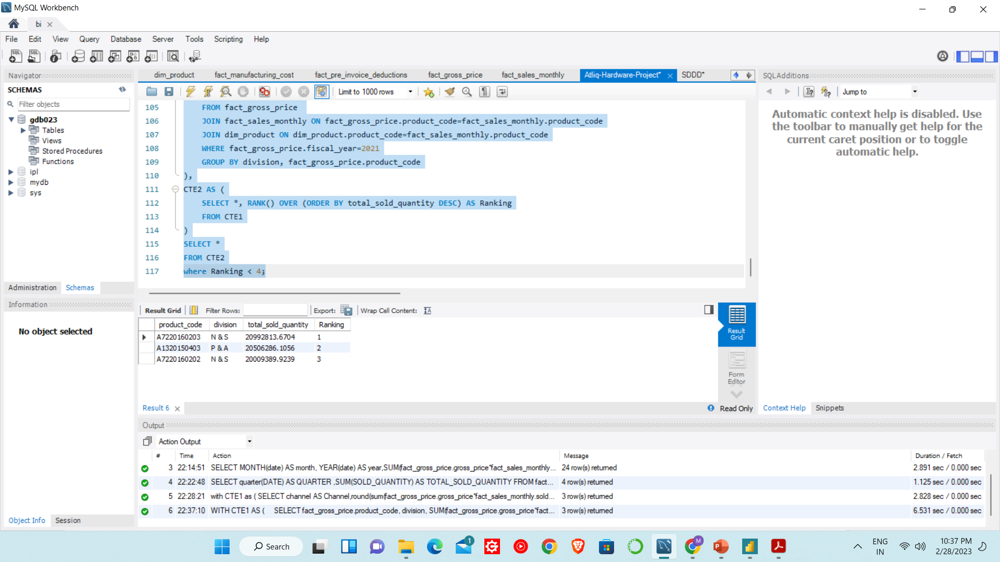 MySQL Workbench
bi
File Edit View Query Database Server Tools Scripting Help
Navigator
SCHEMAS
Filter objects
gdb023
Tables
Views
Stored Procedures
Functions
ipl
mydb
sys
Administration Schemas
Information
No object selected
Object Info Session
dim_product fact_manufacturing_cost fact_pre_invoice_deductions fact_gross_price fact_sales_monthly Atliq-Hardware-Project* SDDD*
Limit to 1000 rows
105 FROM fact_gross_price
106 JOIN fact_sales_monthly ON fact_gross_price.product_code=fact_sales_monthly.product_code
107 JOIN dim_product ON dim_product.product_code=fact_sales_monthly.product_code
108 WHERE fact_gross_price.fiscal_year=2021
109 GROUP BY division, fact_gross_price.product_code
110 ),
111 CTE2 AS (
112 SELECT *, RANK() OVER (ORDER BY total_sold_quantity DESC) AS Ranking
113 FROM CTE1
114 )
115 SELECT *
116 FROM CTE2
117 where Ranking < 4;
Result Grid Filter Rows: Export: Wrap Cell Content:
product_code division total_sold_quantity Ranking
A7220160203 N & S 20992813.6704 1
A1320150403 P & A 20506286.1056 2
A7220160202 N & S 20009389.9239 3
Result
Grid
Form
Editor
Result 6
Read Only
SQLAdditions
Jump to
Automatic context help is disabled. Use
the toolbar to manually get help for the
current caret position or to toggle
automatic help.
Context Help Snippets
Output
Action Output
# Time Action Message Duration / Fetch
3 22:14:51 SELECT MONTH(date) AS month, YEAR(date) AS year,SUM(fact_gross_price.gross_price*fact_sales_monthly... 24 row(s) returned 2.891 sec / 0.000 sec
4 22:22:48 SELECT quarter(DATE) AS QUARTER ,SUM(SOLD_QUANTITY) AS TOTAL_SOLD_QUANTITY FROM fact... 4 row(s) returned 1.125 sec / 0.000 sec
5 22:28:21 with CTE1 as ( SELECT channel AS Channel,round(sum(fact_gross_price.gross_price*fact_sales_monthly.sold... 3 row(s) returned 2.828 sec / 0.000 sec
6 22:37:10 WITH CTE1 AS ( SELECT fact_gross_price.product_code, division, SUM(fact_gross_price.gross_price*fact... 3 row(s) returned 6.531 sec / 0.000 sec
Search
1
M
ENG
IN
10:37 PM
2/28/2023